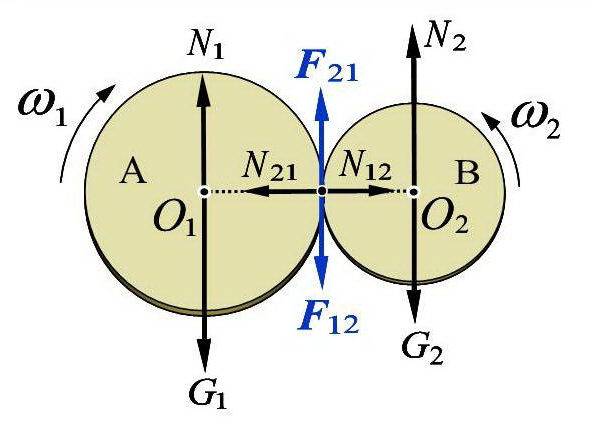 N₁
N₂
F₂₁
ω₁
ω₂
A
N₂₁
N₁₂
B
O₁
O₂
F₁₂
G₂
G₁